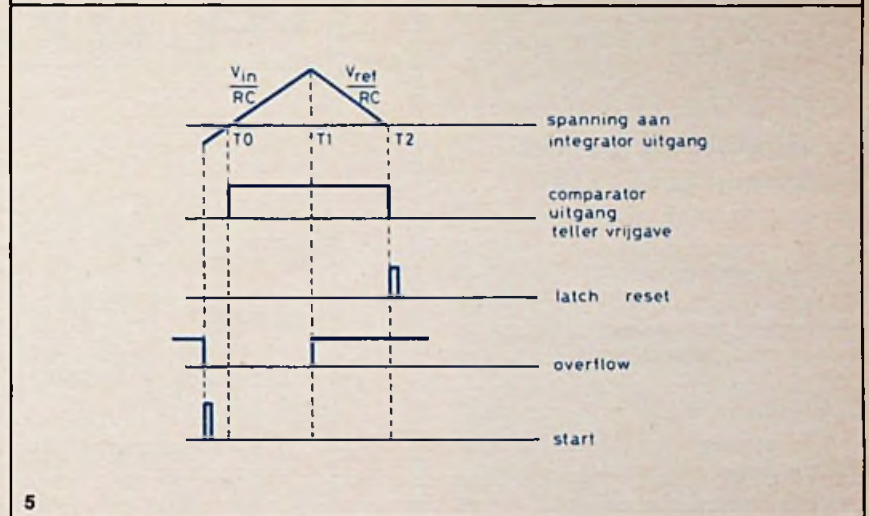 Vin
RC
Vref
RC
T0
T1
T2
spanning aan
integrator uitgang
comparator
uitgang
teller vrijgave
latch reset
overflow
start
5